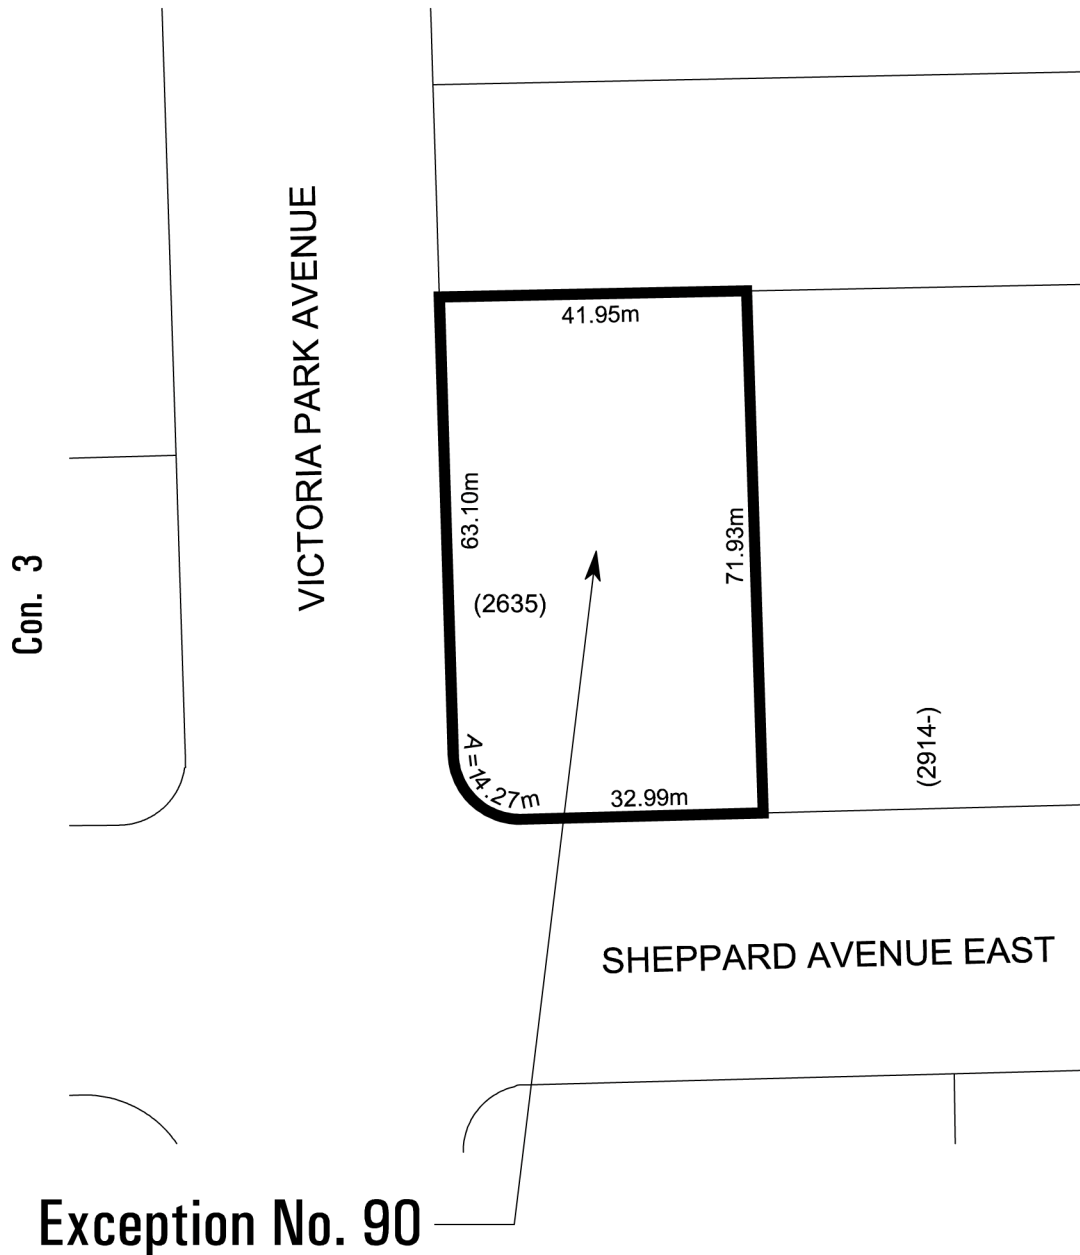 VICTORIA PARK AVENUE
41.95m
63.10m
71.93m
Con. 3
(2635)
(2914-)
A =14.27m
32.99m
SHEPPARD AVENUE EAST
Exception No. 90